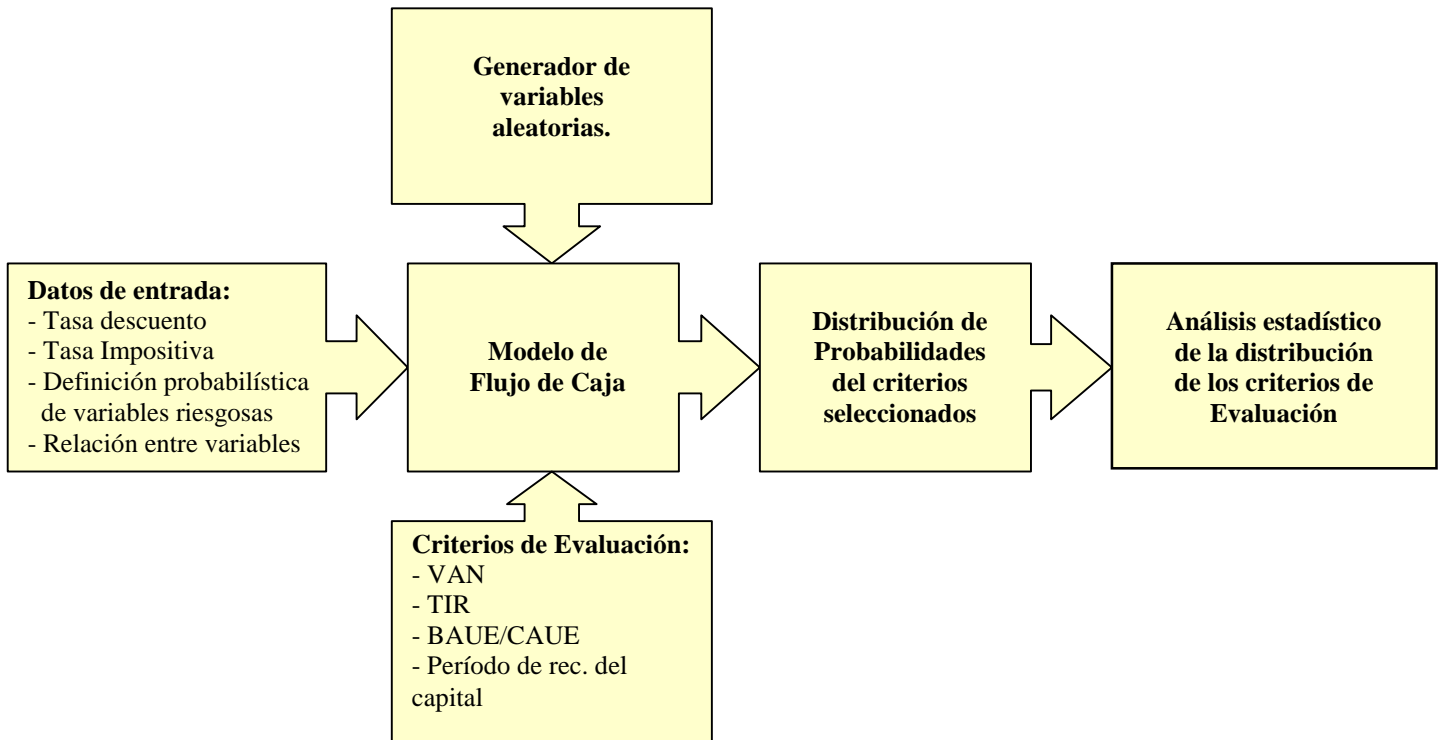 Generador de
variables
aleatorias.
Datos de entrada:
- Tasa descuento
- Tasa Impositiva
- Definición probabilística
de variables riesgosas
- Relación entre variables
Modelo de
Flujo de Caja
Distribución de
Probabilidades
del criterios
seleccionados
Análisis estadístico
de la distribución
de los criterios de
Evaluación
Criterios de Evaluación:
- VAN
- TIR
- BAUE/CAUE
- Período de rec. del
capital